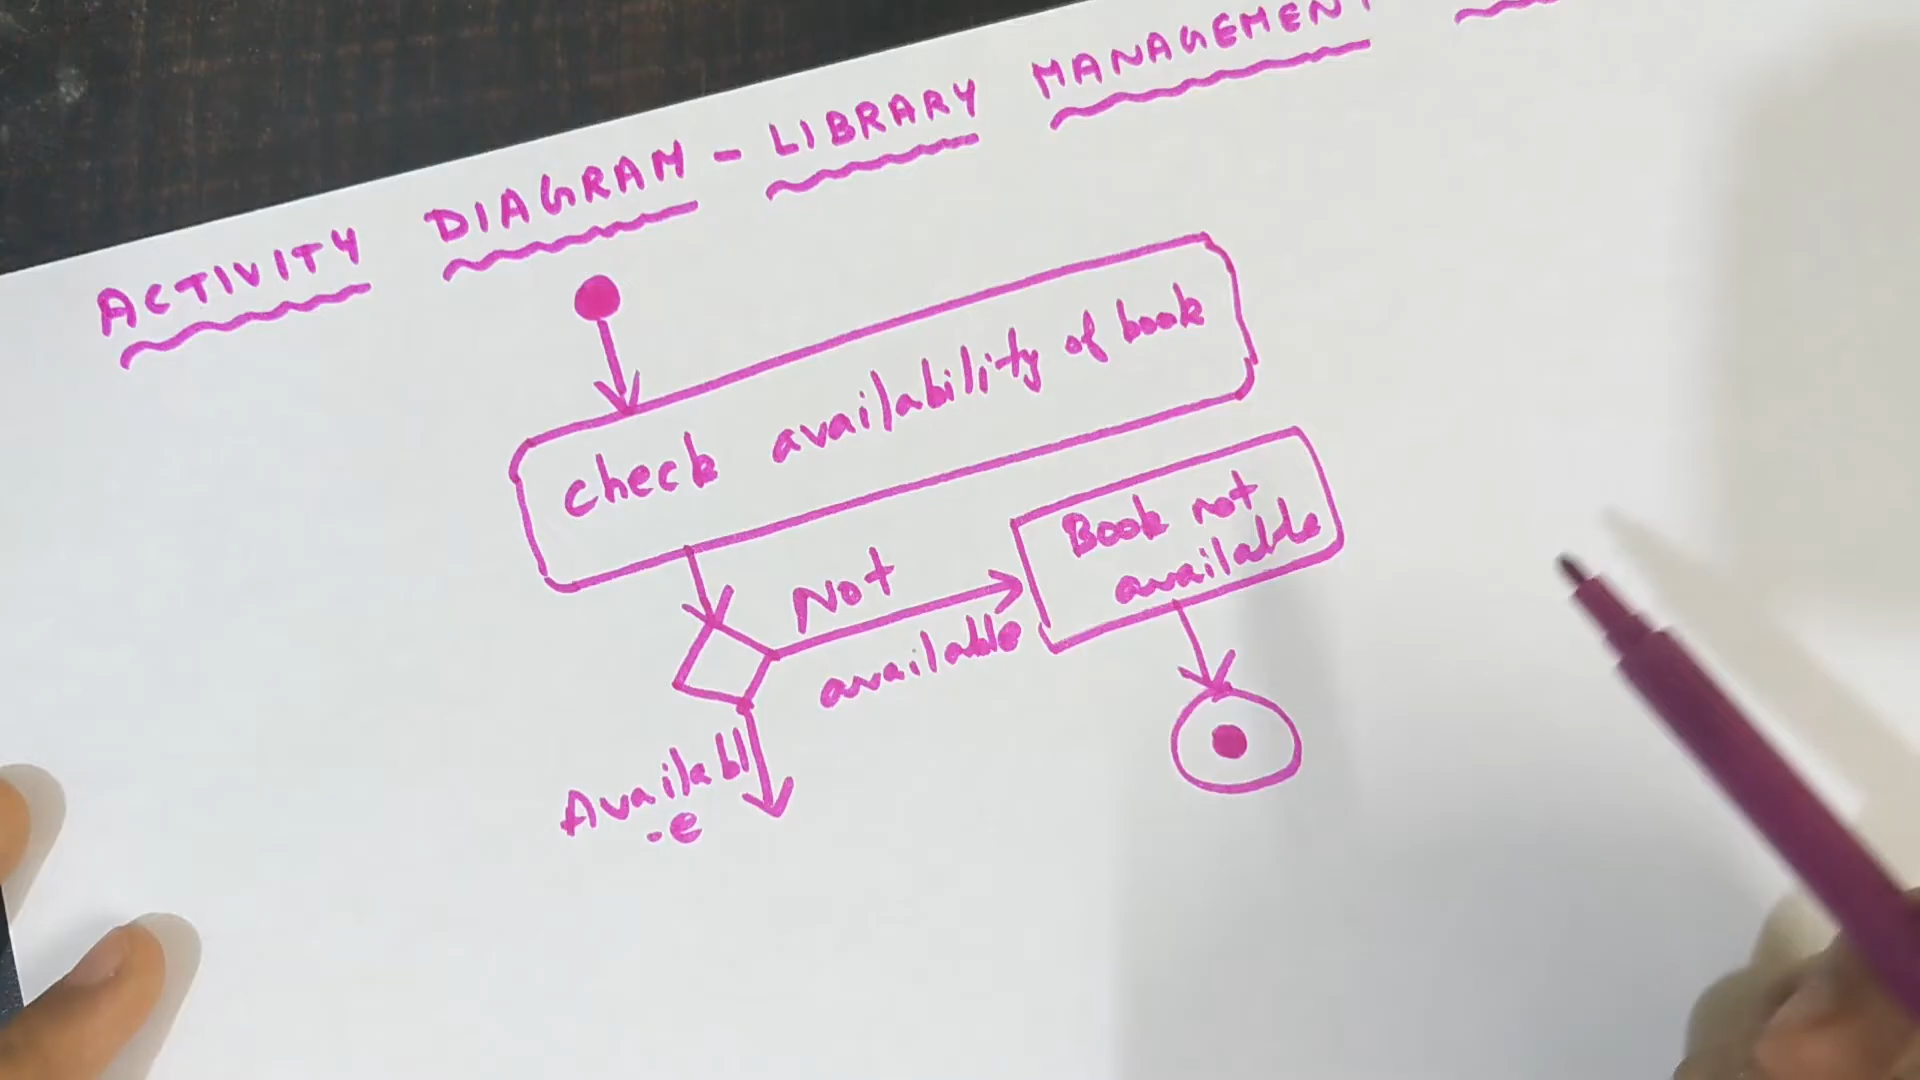 ACTIVITY DIAGRAM - LIBRARY MANAGEMENT
check availability of book
Not
available
Book not
available
Availabl
-e